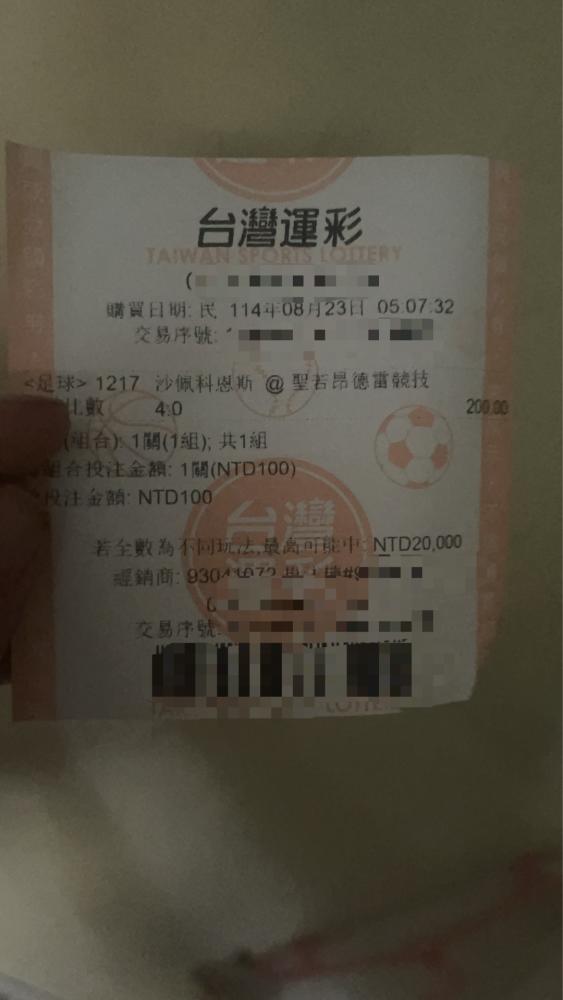 台灣運彩
TAIWAN SPORTS LOTTERY
購買日期: 民 114年08月23日 05:07:32
交易序號:
<足球> 1217 沙佩科恩斯 @ 聖若昂德雷競技
比數 4:0 200.00
(組合): 1關(1組); 共1組
組合投注金額: 1關(NTD100)
投注金額: NTD100
台灣
若全數為不同玩法,最高可能中: NTD20,000
經銷商:
交易序號: